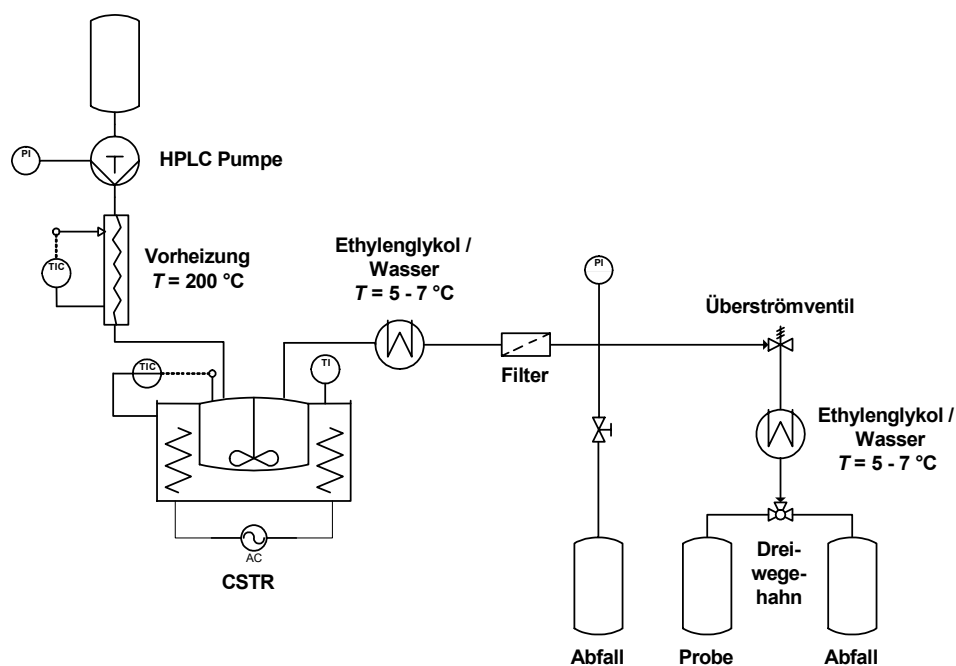 PI
HPLC Pumpe
TIC
Vorheizung
T = 200 °C
Ethylenglykol /
Wasser
T = 5 - 7 °C
PI
Überströmventil
TIC
TI
Filter
Ethylenglykol /
Wasser
T = 5 - 7 °C
AC
CSTR
Drei-
wege-
hahn
Abfall
Probe
Abfall